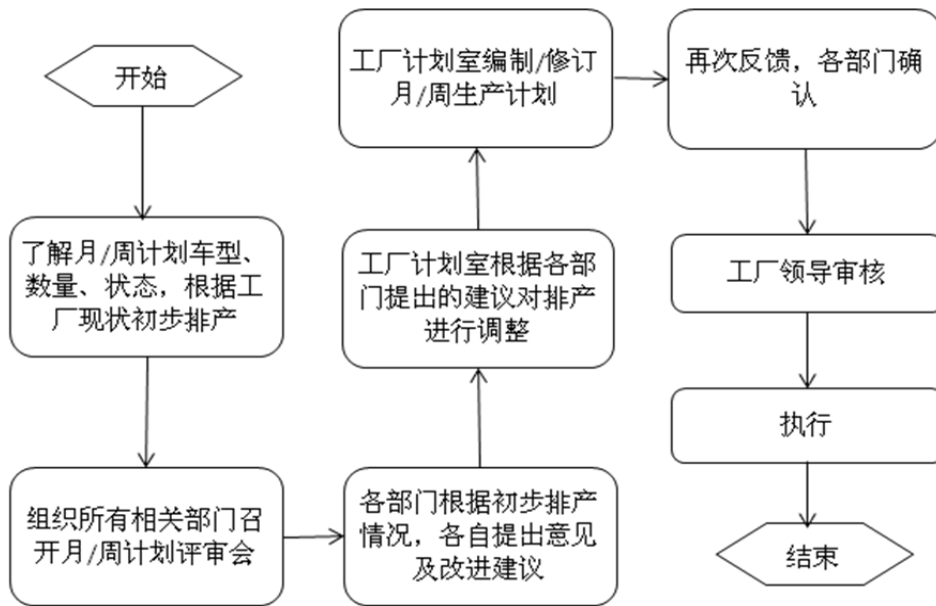 开始
了解月/周计划车型、
数量、状态，根据工
厂现状初步排产
组织所有相关部门召
开月/周计划评审会
各部门根据初步排产
情况，各自提出意见
及改进建议
工厂计划室根据各部
门提出的建议对排产
进行调整
工厂计划室编制/修订
月/周生产计划
再次反馈，各部门确
认
工厂领导审核
执行
结束